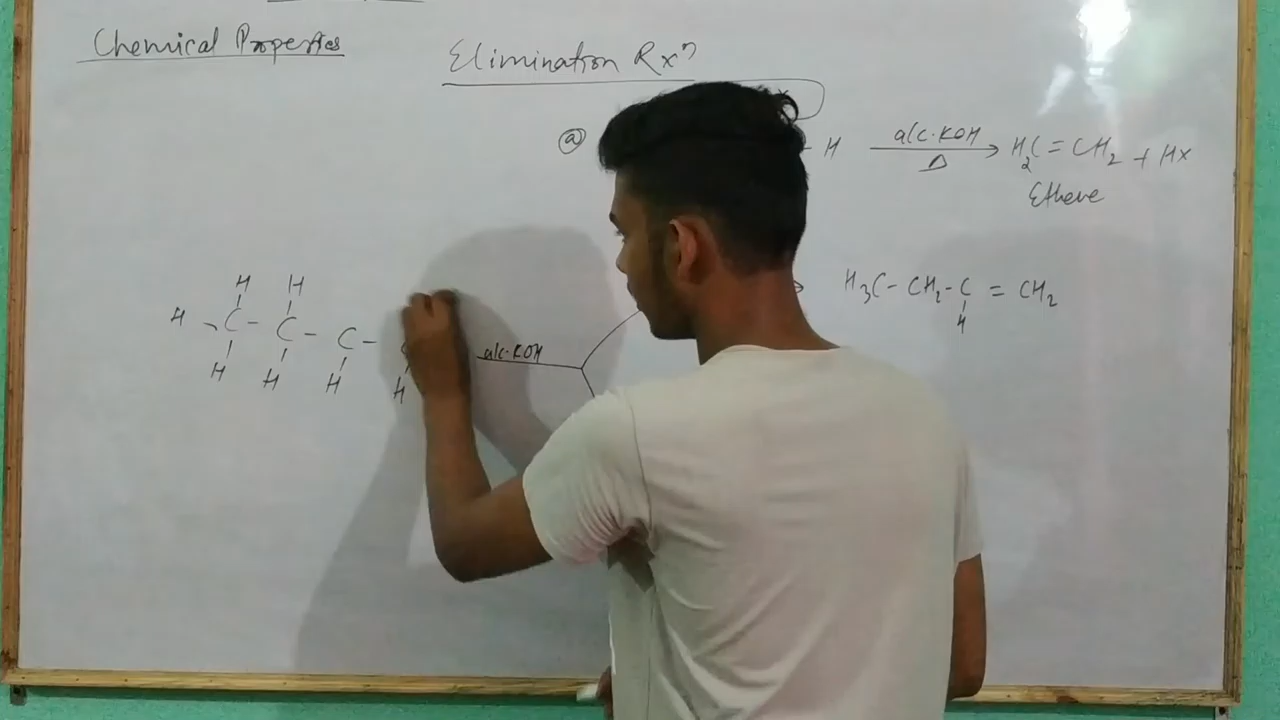 Chemical Properties
Elimination Rxⁿ
ⓐ
H
alc.KOH
Δ
H₂C = CH₂ + Hx
Ethene
H H
H - C - C - C -
H H H H
alc.KOH
H₃C - CH₂ - C = CH₂
H